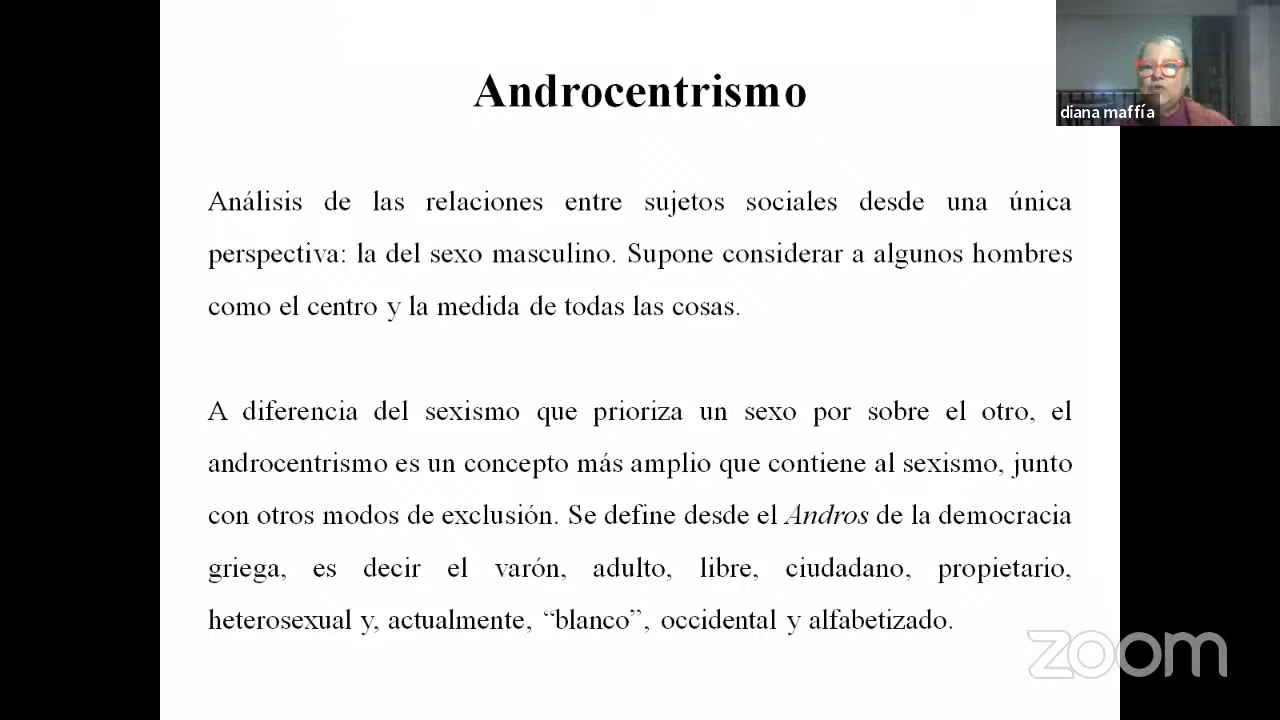 Androcentrismo
diana maffía
Análisis de las relaciones entre sujetos sociales desde una única
perspectiva: la del sexo masculino. Supone considerar a algunos hombres
como el centro y la medida de todas las cosas.
A diferencia del sexismo que prioriza un sexo por sobre el otro, el
androcentrismo es un concepto más amplio que contiene al sexismo, junto
con otros modos de exclusión. Se define desde el Andros de la democracia
griega, es decir el varón, adulto, libre, ciudadano, propietario,
heterosexual y, actualmente, “blanco”, occidental y alfabetizado.
zoom